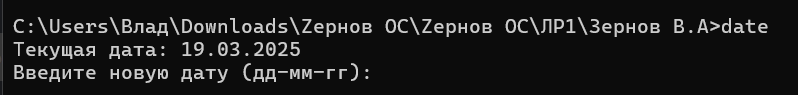 C:\Users\Влад\Downloads\Zернов ОС\Zернов ОС\ЛР1\Зернов В.А>date
Текущая дата: 19.03.2025
Введите новую дату (дд-мм-гг):